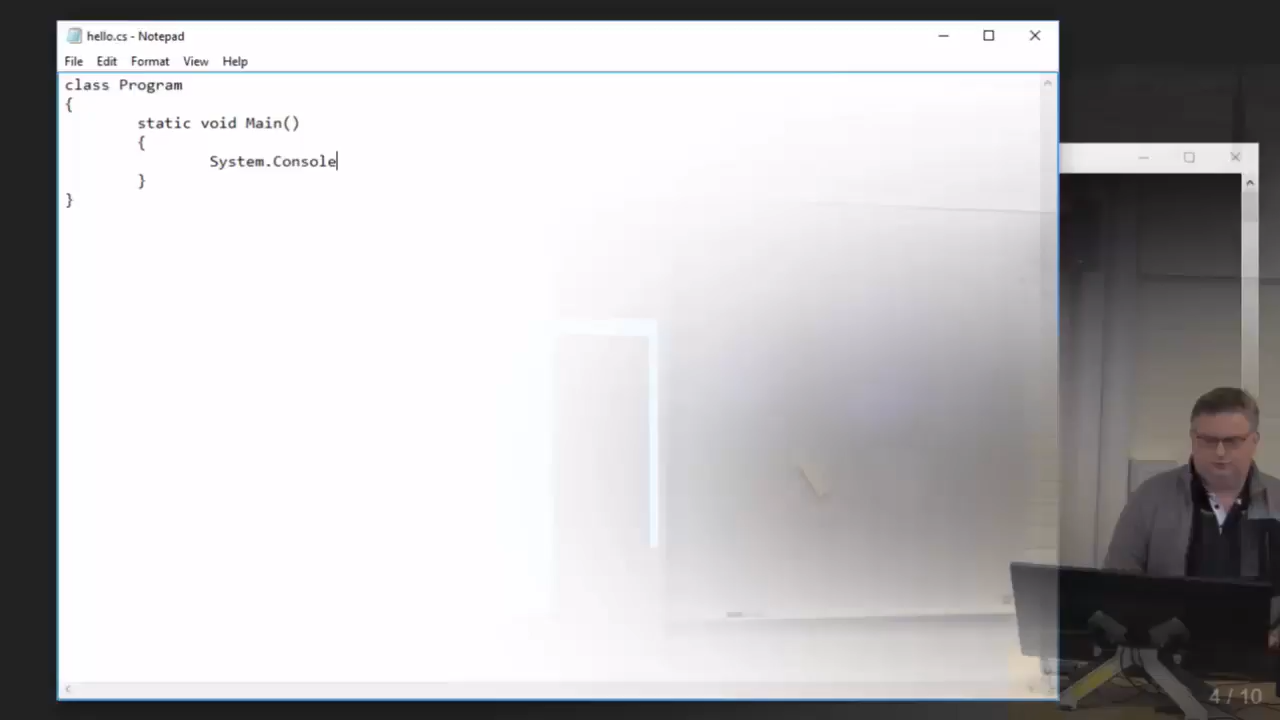 hello.cs - Notepad
File Edit Format View Help
class Program
{
static void Main()
{
System.Console
}
}
4 / 10